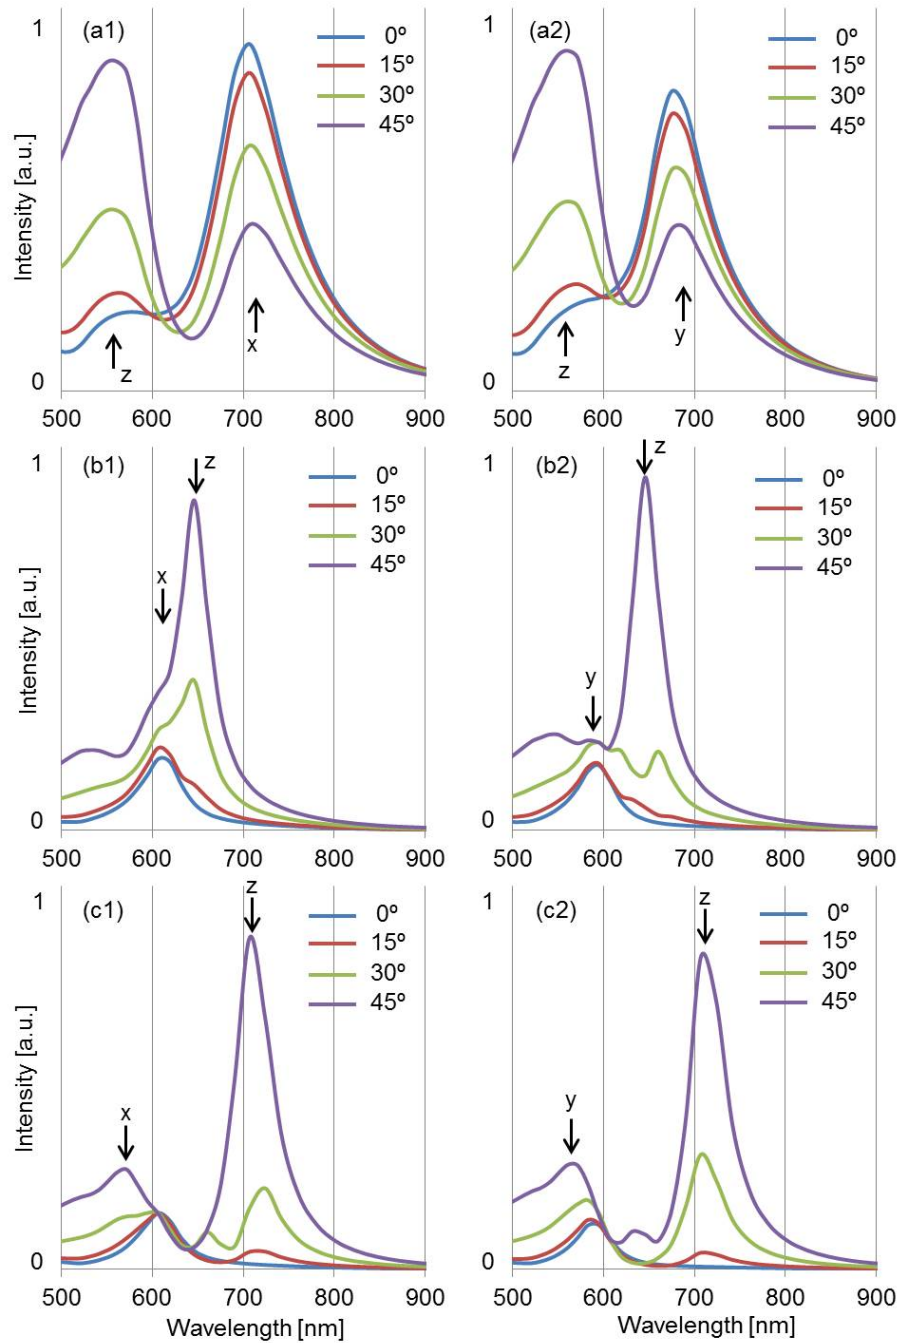 1
(a1)
0º
15º
30º
45º
Intensity [a.u.]
z
x
0
500 600 700 800 900
1
(a2)
0º
15º
30º
45º
z
y
0
500 600 700 800 900
1
(b1)
0º
15º
30º
45º
Intensity [a.u.]
z
x
0
500 600 700 800 900
1
(b2)
0º
15º
30º
45º
z
y
0
500 600 700 800 900
1
(c1)
0º
15º
30º
45º
Intensity [a.u.]
z
x
0
500 600 700 800 900
Wavelength [nm]
1
(c2)
0º
15º
30º
45º
z
y
0
500 600 700 800 900
Wavelength [nm]